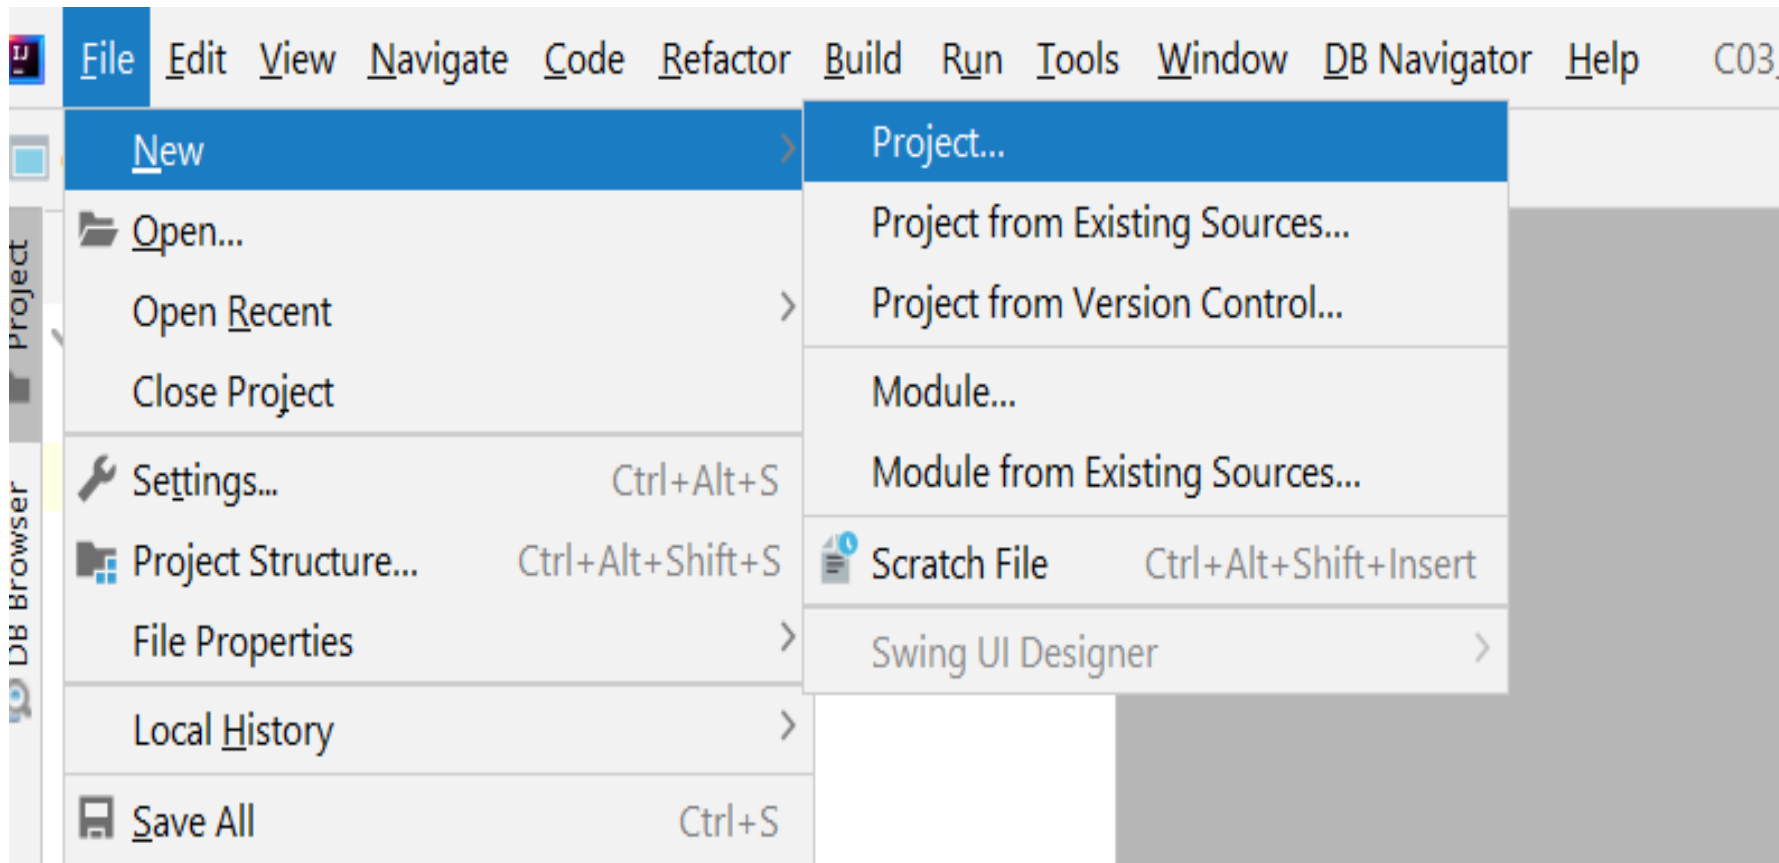 IJ
File Edit View Navigate Code Refactor Build Run Tools Window DB Navigator Help C03_
New
Open...
Open Recent
Close Project
Settings... Ctrl+Alt+S
Project Structure... Ctrl+Alt+Shift+S
File Properties
Local History
Save All Ctrl+S
Project...
Project from Existing Sources...
Project from Version Control...
Module...
Module from Existing Sources...
Scratch File Ctrl+Alt+Shift+Insert
Swing UI Designer
Project
DB Browser